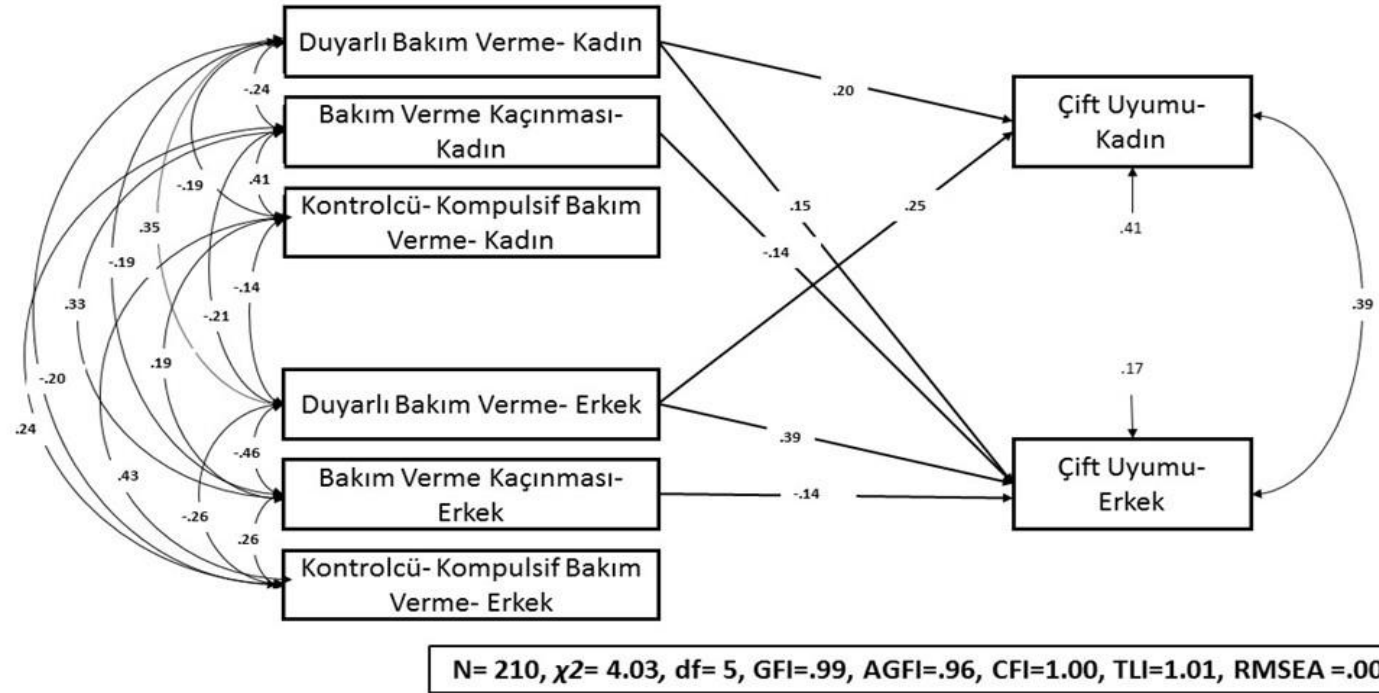 Duyarlı Bakım Verme- Kadın
Bakım Verme Kaçınması-
Kadın
Kontrolcü- Kompulsif Bakım
Verme- Kadın
Duyarlı Bakım Verme- Erkek
Bakım Verme Kaçınması-
Erkek
Kontrolcü- Kompulsif Bakım
Verme- Erkek
Çift Uyumu-
Kadın
Çift Uyumu-
Erkek
-.24
-.19
.41
.35
-.19
-.14
.33
-.21
.19
-.20
.24
-.46
.43
-.26
.26
.20
.15
.25
-.14
.39
-.14
.41
.17
.39
N= 210, χ2= 4.03, df= 5, GFI=.99, AGFI=.96, CFI=1.00, TLI=1.01, RMSEA =.00